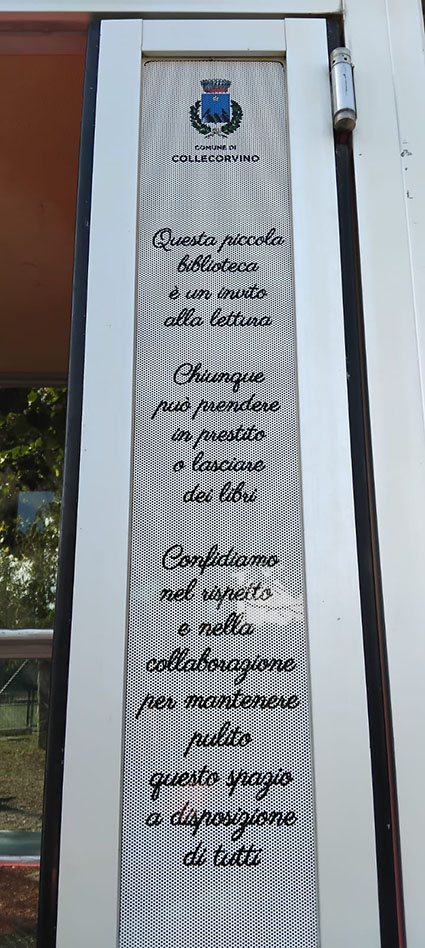 COMUNE DI
COLLECORVINO
Questa piccola
biblioteca
è un invito
alla lettura
Chiunque
può prendere
in prestito
o lasciare
dei libri
Confidiamo
nel rispetto
e nella
collaborazione
per mantenere
pulito
questo spazio
a disposizione
di tutti